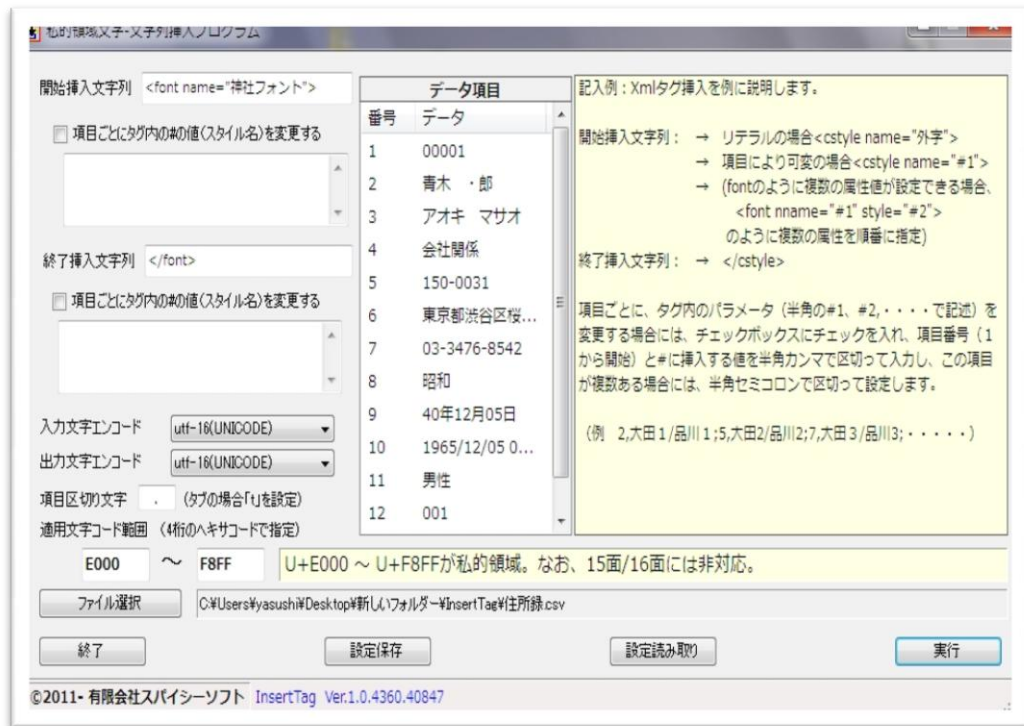 私的領域文字-文字列挿入プログラム
開始挿入文字列 <font name="神社フォント">
項目ごとにタグ内の#の値(スタイル名)を変更する
終了挿入文字列 </font>
項目ごとにタグ内の#の値(スタイル名)を変更する
入力文字エンコード utf-16(UNICODE)
出力文字エンコード utf-16(UNICODE)
項目区切り文字 , (タブの場合「t」を設定)
適用文字コード範囲 (4桁のヘキサコードで指定)
E000 ～ F8FF
データ項目
番号 データ
1 00001
2 青木 ・郎
3 アオキ マサオ
4 会社関係
5 150-0031
6 東京都渋谷区桜...
7 03-3476-8542
8 昭和
9 40年12月05日
10 1965/12/05 0...
11 男性
12 001
記入例：Xmlタグ挿入を例に説明します。
開始挿入文字列： → リテラルの場合<cstyle name="外字">
→ 項目により可変の場合<cstyle name="#1">
→ (fontのように複数の属性値が設定できる場合、
<font nname="#1" style="#2">
のように複数の属性を順番に指定)
終了挿入文字列： → </cstyle>
項目ごとに、タグ内のパラメータ（半角の#1、#2,・・・・で記述）を
変更する場合には、チェックボックスにチェックを入れ、項目番号（1
から開始）と#に挿入する値を半角カンマで区切って入力し、この項目
が複数ある場合には、半角セミコロンで区切って設定します。
（例 2,大田１/品川１;5,大田2/品川2;7,大田３/品川3;・・・・・）
U+E000 ～ U+F8FFが私的領域。なお、15面/16面には非対応。
ファイル選択 C:¥Users¥yasushi¥Desktop¥新しいフォルダー¥InsertTag¥住所録.csv
終了 設定保存 設定読み取り 実行
©2011- 有限会社スパイシーソフト InsertTag Ver.1.0.4360.40847